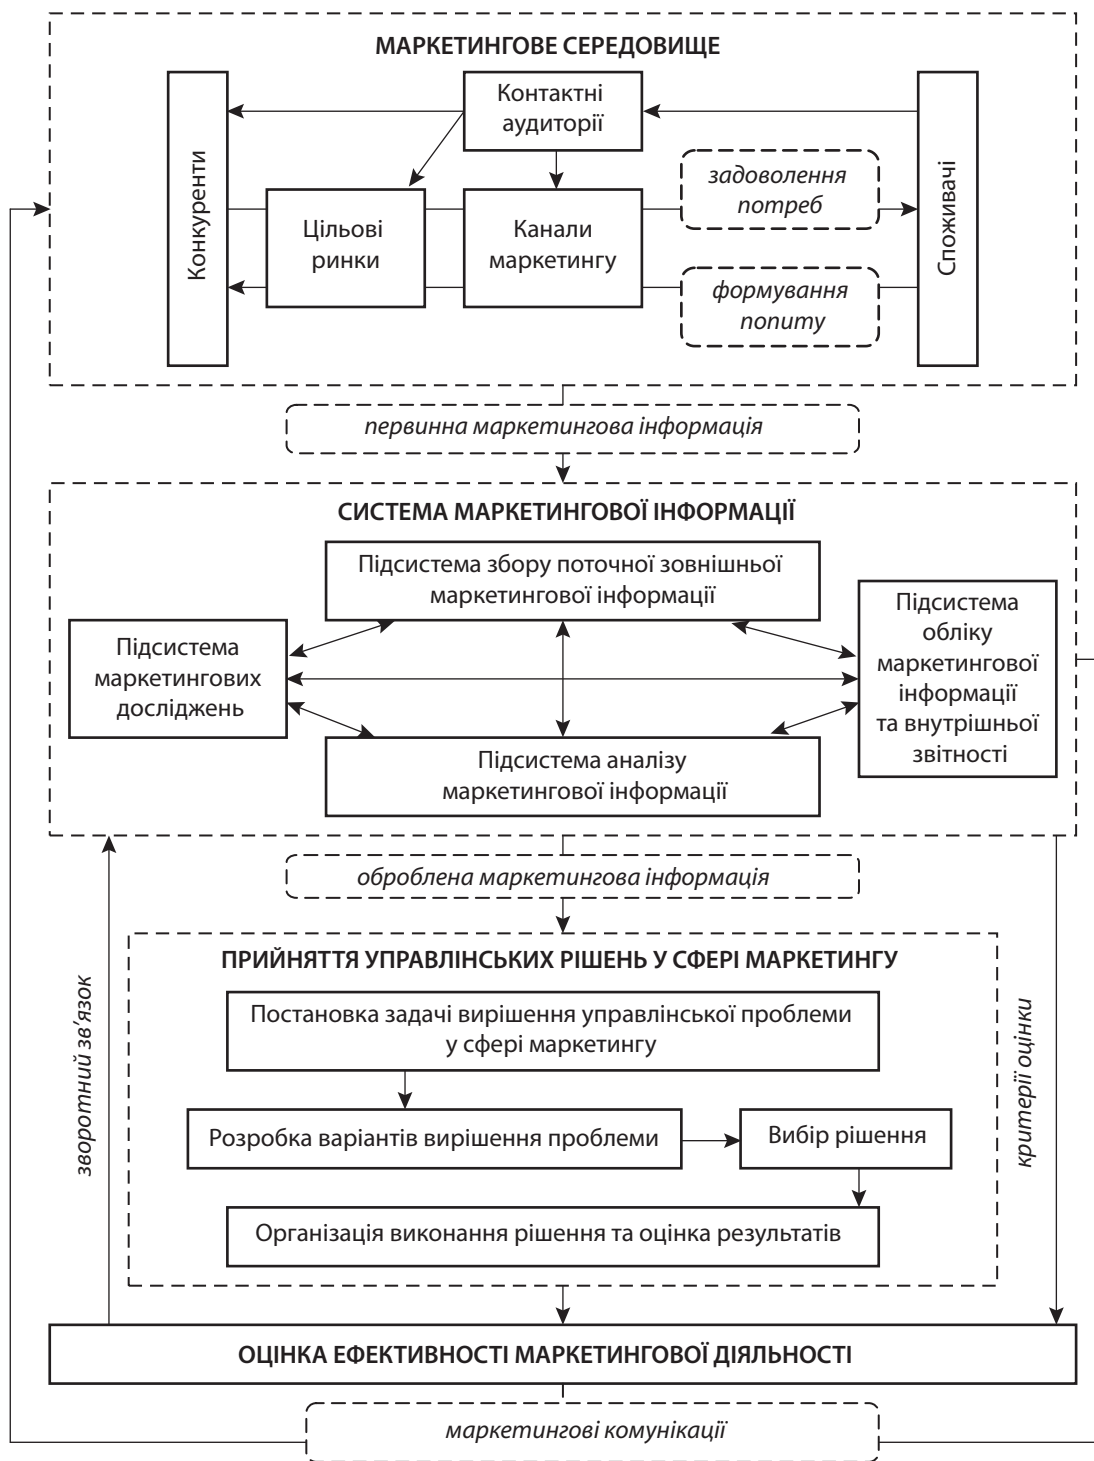 МАРКЕТИНГОВЕ СЕРЕДОВИЩЕ
Контактні
аудиторії
Конкуренти
Цільові
ринки
Канали
маркетингу
задоволення
потреб
формування
попиту
Споживачі
первинна маркетингова інформація
СИСТЕМА МАРКЕТИНГОВОЇ ІНФОРМАЦІЇ
Підсистема збору поточної зовнішньої
маркетингової інформації
Підсистема
маркетингових
досліджень
Підсистема
обліку
маркетингової
інформації
та внутрішньої
звітності
Підсистема аналізу
маркетингової інформації
оброблена маркетингова інформація
зворотний зв’язок
ПРИЙНЯТТЯ УПРАВЛІНСЬКИХ РІШЕНЬ У СФЕРІ МАРКЕТИНГУ
Постановка задачі вирішення управлінської проблеми
у сфері маркетингу
Розробка варіантів вирішення проблеми
Вибір рішення
Організація виконання рішення та оцінка результатів
критерії оцінки
ОЦІНКА ЕФЕКТИВНОСТІ МАРКЕТИНГОВОЇ ДІЯЛЬНОСТІ
маркетингові комунікації